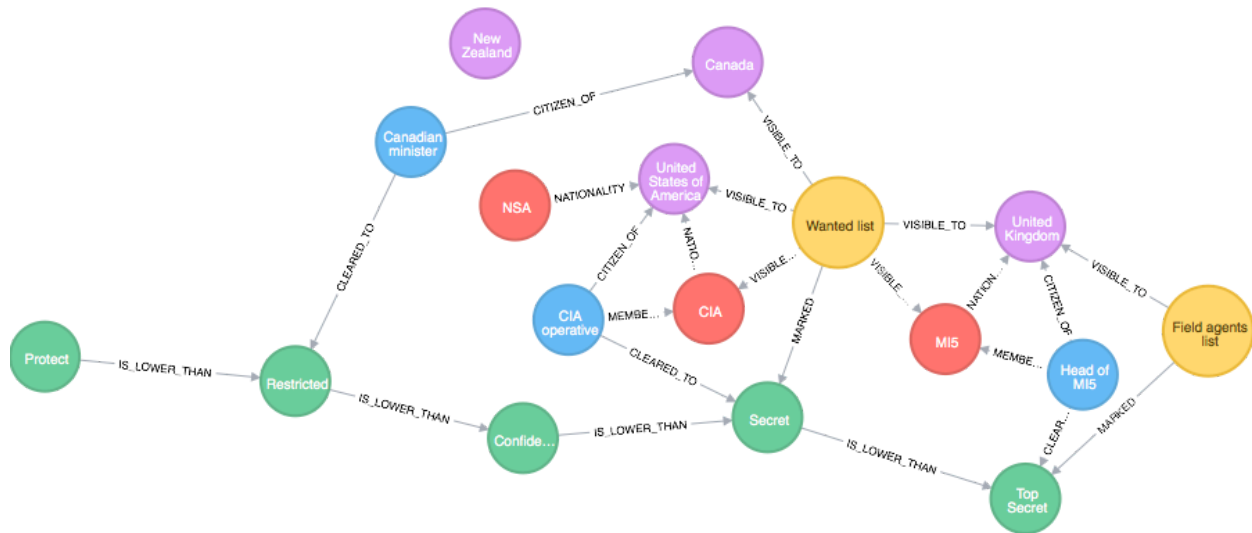 New
Zealand
Canada
CITIZEN_OF
Canadian
minister
VISIBLE_TO
United
States of
America
NSA
NATIONALITY
VISIBLE_TO
Wanted list
VISIBLE_TO
United
Kingdom
CLEARED_TO
CITIZEN_OF
NATIO...
VISIBLE...
VISIBLE...
NATION...
CITIZEN_OF
VISIBLE_TO
CIA
operative
MEMBE...
CIA
MARKED
MI5
MEMBE...
Head of
MI5
Field agents
list
Protect
IS_LOWER_THAN
Restricted
CLEARED_TO
IS_LOWER_THAN
Confide...
IS_LOWER_THAN
Secret
IS_LOWER_THAN
CLEAR...
MARKED
Top
Secret